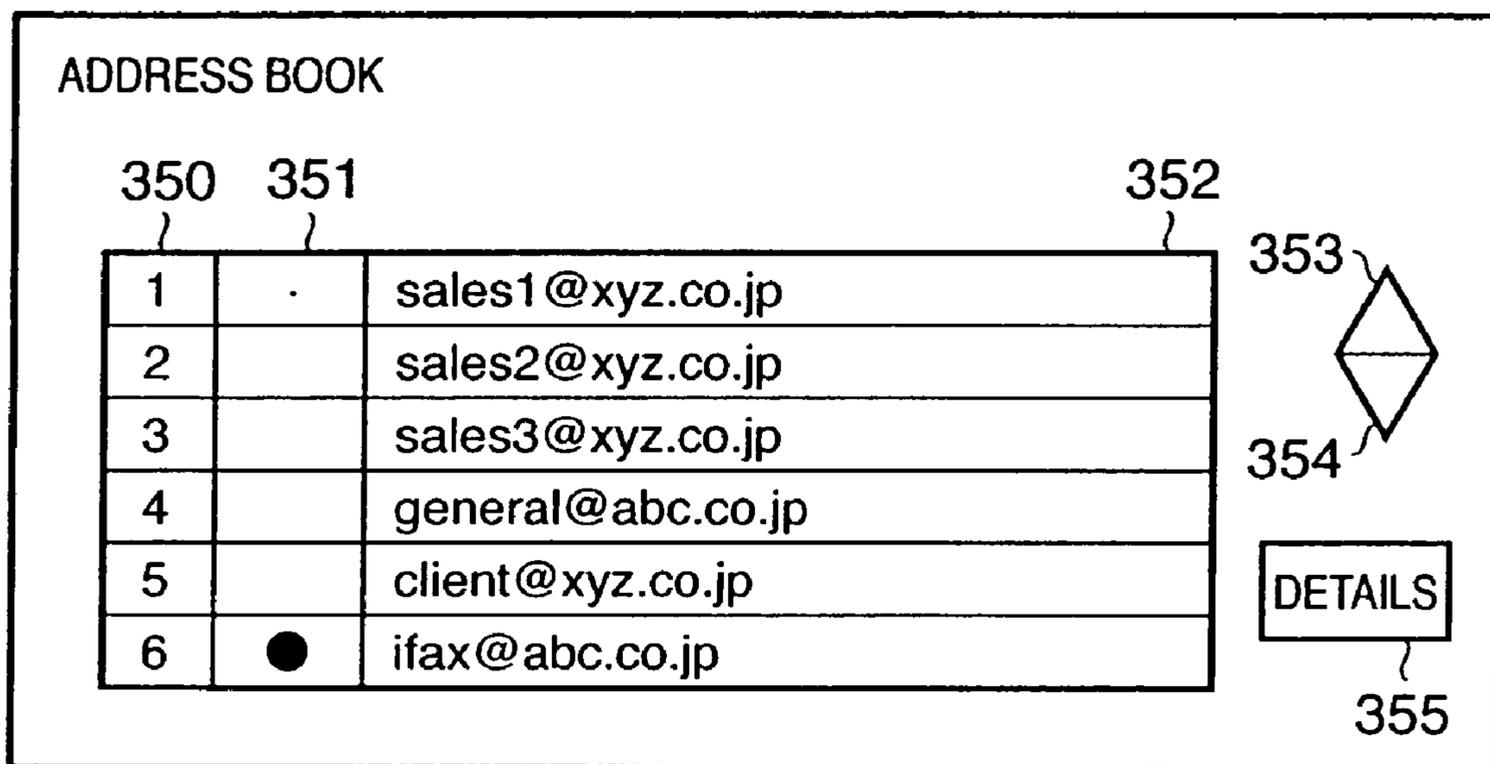 ADDRESS BOOK
350 351 352
353
1 sales1@xyz.co.jp
2 sales2@xyz.co.jp
3 sales3@xyz.co.jp
354
4 general@abc.co.jp
5 client@xyz.co.jp
DETAILS
6 ifax@abc.co.jp
355